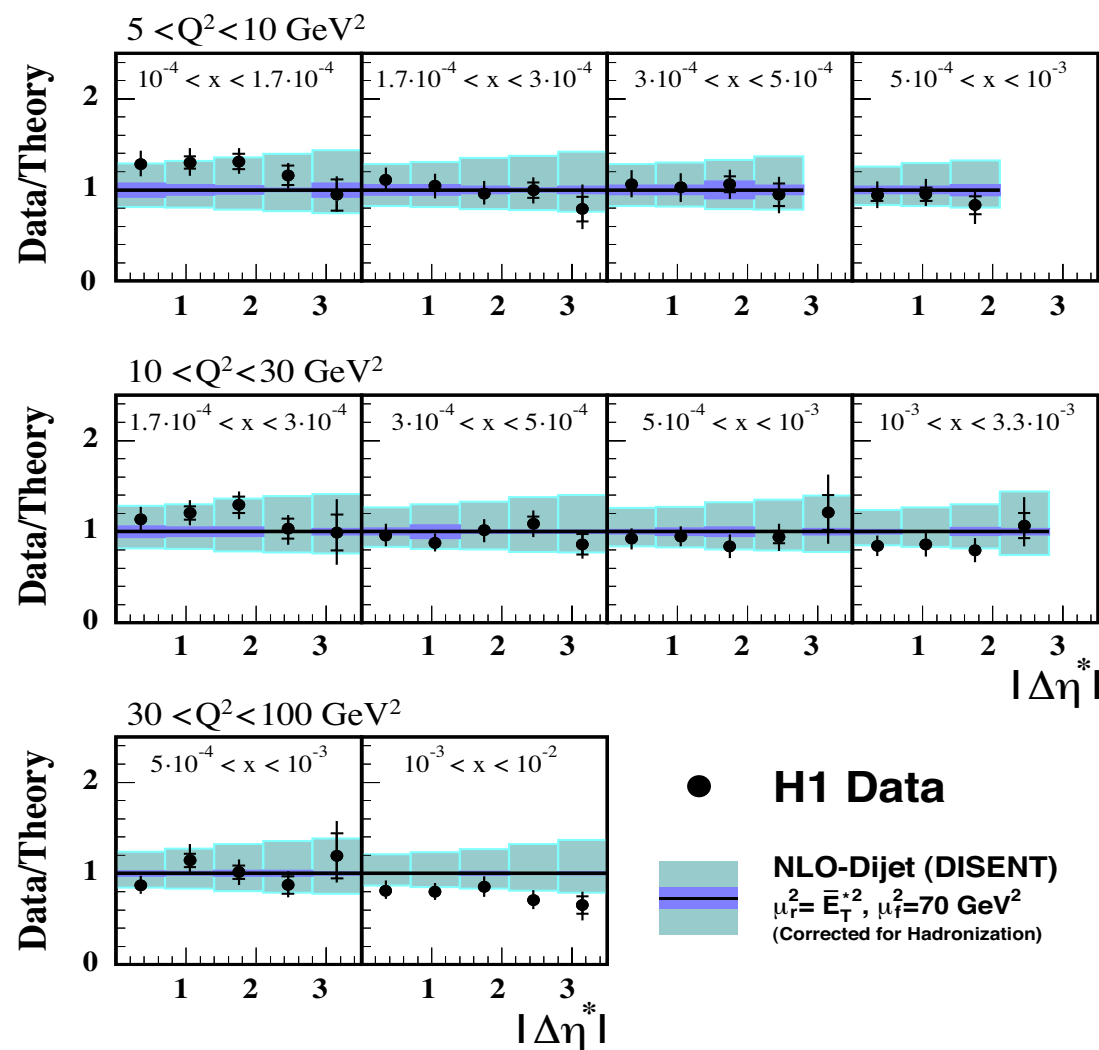 5 <Q²<10 GeV²
Data/Theory
2
1
0
10⁻⁴ < x < 1.7·10⁻⁴
1.7·10⁻⁴ < x < 3·10⁻⁴
3·10⁻⁴ < x < 5·10⁻⁴
5·10⁻⁴ < x < 10⁻³
1 2 3 1 2 3 1 2 3 1 2 3
10 <Q²<30 GeV²
Data/Theory
2
1
0
1.7·10⁻⁴ < x < 3·10⁻⁴
3·10⁻⁴ < x < 5·10⁻⁴
5·10⁻⁴ < x < 10⁻³
10⁻³ < x < 3.3·10⁻³
1 2 3 1 2 3 1 2 3 1 2 3
| Δη* |
30 <Q²<100 GeV²
Data/Theory
2
1
0
5·10⁻⁴ < x < 10⁻³
10⁻³ < x < 10⁻²
1 2 3 1 2 3
| Δη* |
H1 Data
NLO-Dijet (DISENT)
μ_r²= E̅_T*², μ_f²=70 GeV²
(Corrected for Hadronization)